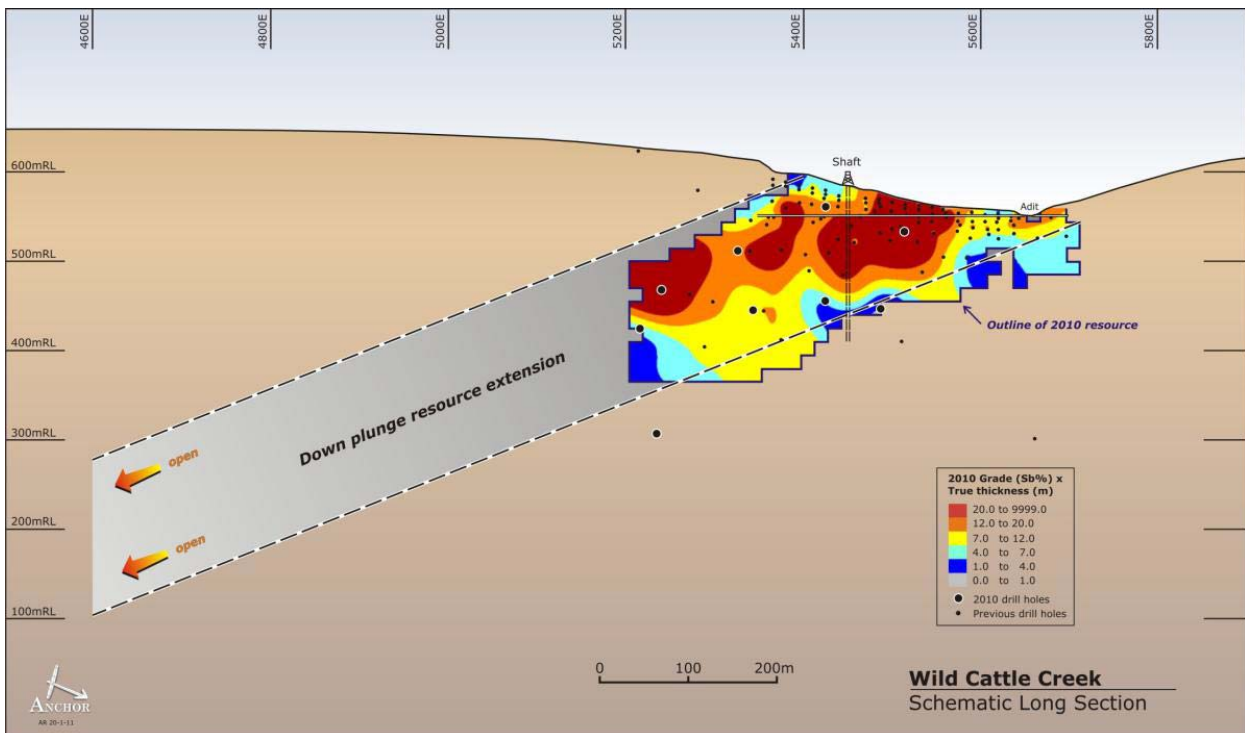 4600E
4800E
5000E
5200E
5400E
5600E
5800E
600mRL
500mRL
400mRL
300mRL
200mRL
100mRL
Shaft
Adit
Outline of 2010 resource
Down plunge resource extension
open
open
2010 Grade (Sb%) x
True thickness (m)
20.0 to 9999.0
12.0 to 20.0
7.0 to 12.0
4.0 to 7.0
1.0 to 4.0
0.0 to 1.0
2010 drill holes
Previous drill holes
0 100 200m
Wild Cattle Creek
Schematic Long Section
ANCHOR
AR 20-1-11